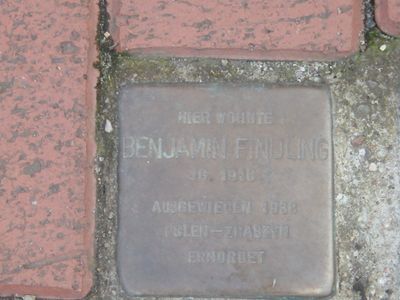 HIER WOHNTE
BENJAMIN FINDLING
JG.
AUSGEWIESEN 1938
POLEN-ZBASZYN
ERMORDET